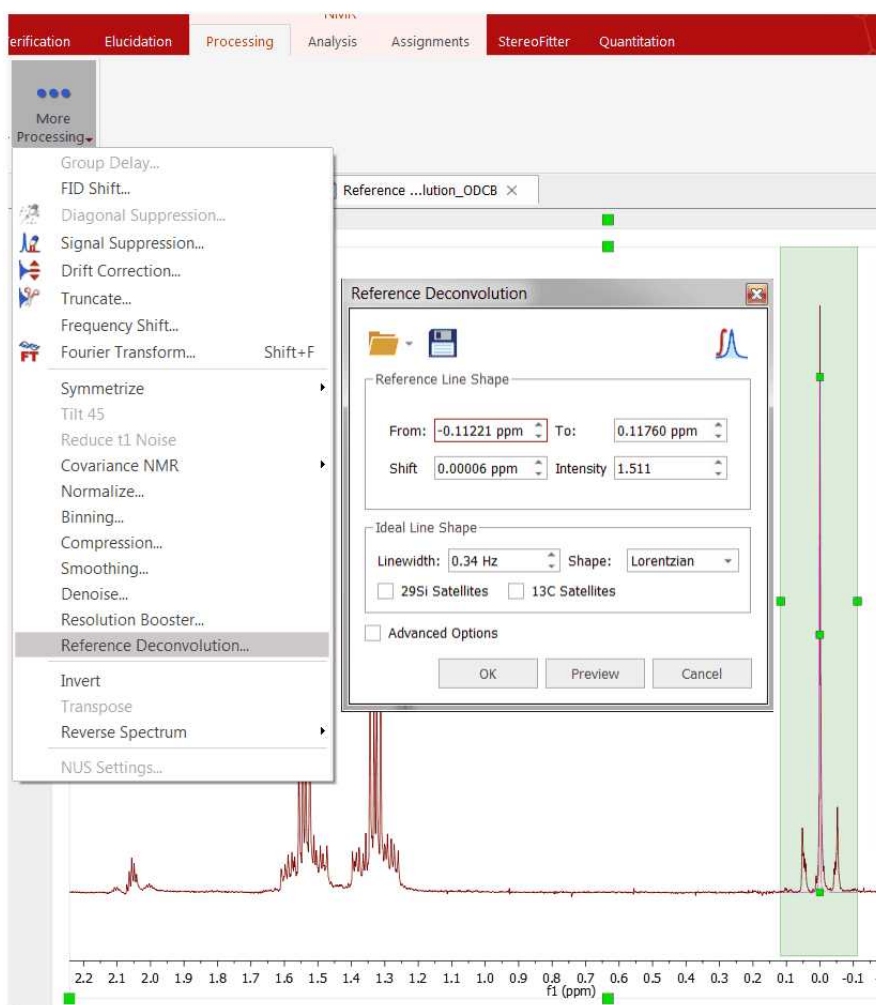 NMR
erification Elucidation Processing Analysis Assignments StereoFitter Quantitation
More
Processing
Group Delay...
FID Shift...
Diagonal Suppression...
Signal Suppression...
Drift Correction...
Truncate...
Frequency Shift...
Fourier Transform... Shift+F
Symmetrize
Tilt 45
Reduce t1 Noise
Covariance NMR
Normalize...
Binning...
Compression...
Smoothing...
Denoise...
Resolution Booster...
Reference Deconvolution...
Invert
Transpose
Reverse Spectrum
NUS Settings...
FT
Reference ...lution_ODCB ×
Reference Deconvolution
Reference Line Shape
From: -0.11221 ppm To: 0.11760 ppm
Shift 0.00006 ppm Intensity 1.511
Ideal Line Shape
Linewidth: 0.34 Hz Shape: Lorentzian
29Si Satellites 13C Satellites
Advanced Options
OK Preview Cancel
2.2 2.1 2.0 1.9 1.8 1.7 1.6 1.5 1.4 1.3 1.2 1.1 1.0 0.9 0.8 0.7 0.6 0.5 0.4 0.3 0.2 0.1 0.0 -0.1
f1 (ppm)